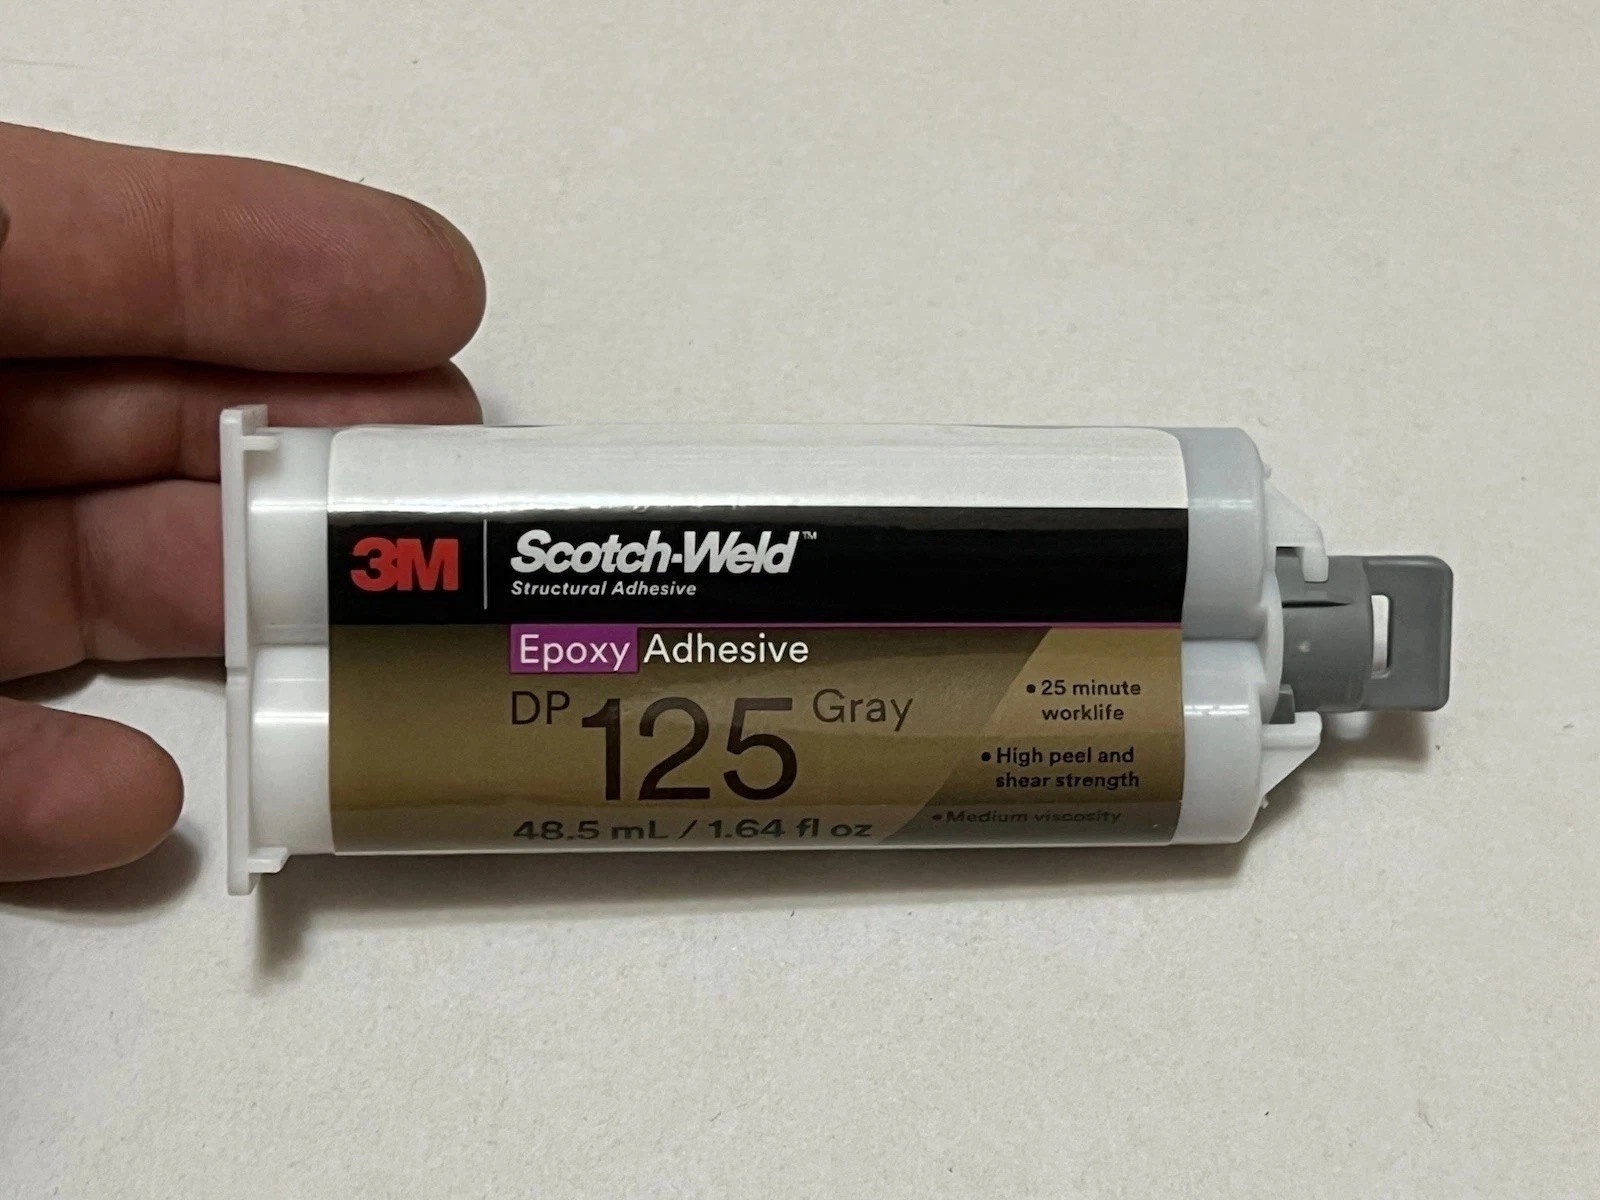 3M
Scotch-Weld™
Structural Adhesive
Epoxy Adhesive
DP 125 Gray
48.5 mL / 1.64 fl oz
• 25 minute
worklife
• High peel and
shear strength
• Medium viscosity